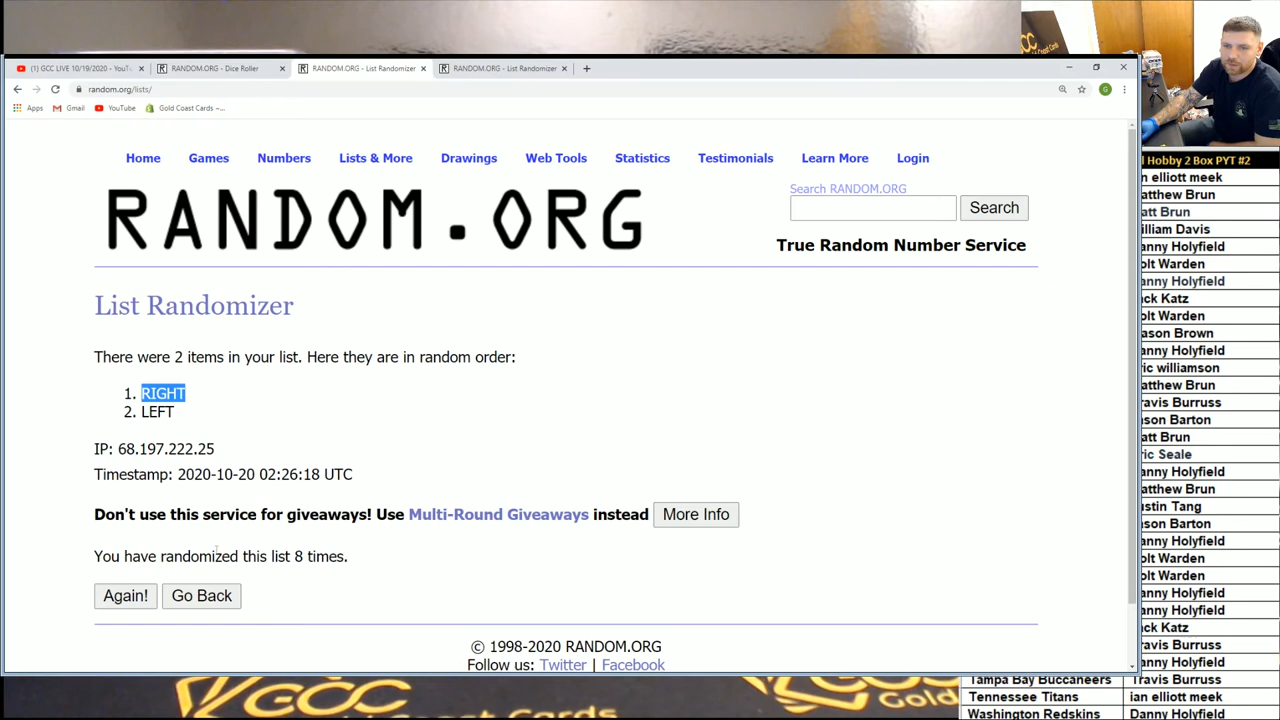 (1) GCC LIVE 10/19/2020 - YouT
RANDOM.ORG - Dice Roller
RANDOM.ORG - List Randomizer
RANDOM.ORG - List Randomizer
random.org/lists/
Apps
Gmail
YouTube
Gold Coast Cards –...
Home
Games
Numbers
Lists & More
Drawings
Web Tools
Statistics
Testimonials
Learn More
Login
RANDOM.ORG
Search RANDOM.ORG
Search
True Random Number Service
List Randomizer
There were 2 items in your list. Here they are in random order:
1. RIGHT
2. LEFT
IP: 68.197.222.25
Timestamp: 2020-10-20 02:26:18 UTC
Don't use this service for giveaways! Use Multi-Round Giveaways instead More Info
You have randomized this list 8 times.
Again! Go Back
© 1998-2020 RANDOM.ORG
Follow us: Twitter | Facebook
l Hobby 2 Box PYT #2
n elliott meek
atthew Brun
att Brun
illiam Davis
anny Holyfield
olt Warden
anny Holyfield
ck Katz
olt Warden
ason Brown
anny Holyfield
ric williamson
atthew Brun
ravis Burruss
ason Barton
att Brun
ric Seale
anny Holyfield
atthew Brun
ustin Tang
ason Barton
anny Holyfield
olt Warden
olt Warden
anny Holyfield
anny Holyfield
ck Katz
ravis Burruss
anny Holyfield
Tampa Bay Buccaneers Travis Burruss
Tennessee Titans ian elliott meek
Washington Redskins Danny Holyfield
GCC
Gold Coast Cards
GCC
Gold